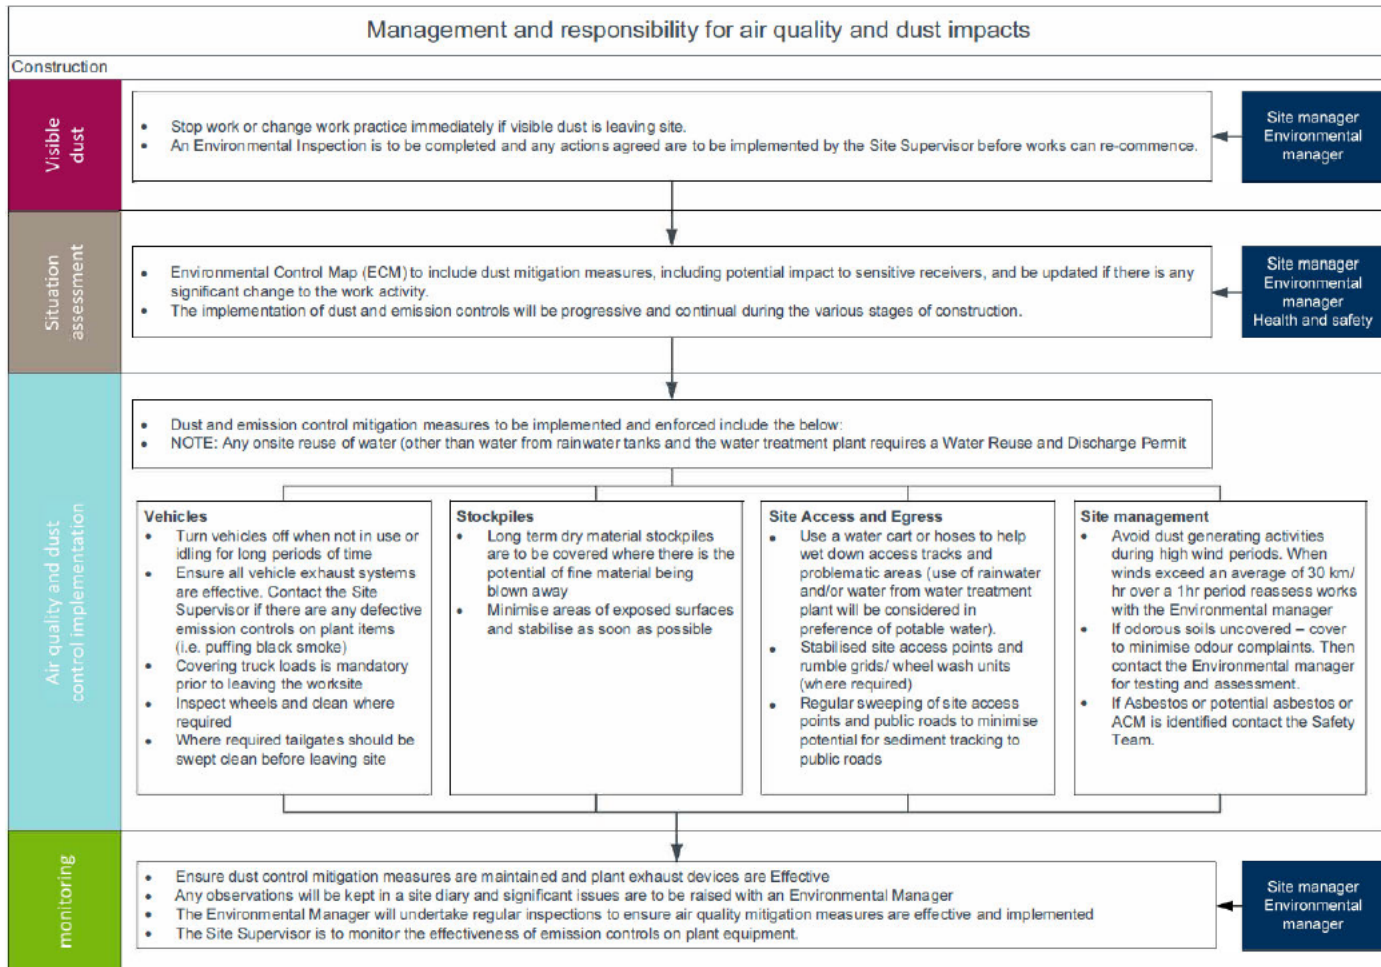 Management and responsibility for air quality and dust impacts
Construction
Visible
dust
• Stop work or change work practice immediately if visible dust is leaving site.
• An Environmental Inspection is to be completed and any actions agreed are to be implemented by the Site Supervisor before works can re-commence.
Site manager
Environmental
manager
Situation
assessment
• Environmental Control Map (ECM) to include dust mitigation measures, including potential impact to sensitive receivers, and be updated if there is any
significant change to the work activity.
• The implementation of dust and emission controls will be progressive and continual during the various stages of construction.
Site manager
Environmental
manager
Health and safety
Air quality and dust
control implementation
• Dust and emission control mitigation measures to be implemented and enforced include the below:
• NOTE: Any onsite reuse of water (other than water from rainwater tanks and the water treatment plant requires a Water Reuse and Discharge Permit
Vehicles
• Turn vehicles off when not in use or
idling for long periods of time
• Ensure all vehicle exhaust systems
are effective. Contact the Site
Supervisor if there are any defective
emission controls on plant items
(i.e. puffing black smoke)
• Covering truck loads is mandatory
prior to leaving the worksite
• Inspect wheels and clean where
required
• Where required tailgates should be
swept clean before leaving site
Stockpiles
• Long term dry material stockpiles
are to be covered where there is the
potential of fine material being
blown away
• Minimise areas of exposed surfaces
and stabilise as soon as possible
Site Access and Egress
• Use a water cart or hoses to help
wet down access tracks and
problematic areas (use of rainwater
and/or water from water treatment
plant will be considered in
preference of potable water).
• Stabilised site access points and
rumble grids/ wheel wash units
(where required)
• Regular sweeping of site access
points and public roads to minimise
potential for sediment tracking to
public roads
Site management
• Avoid dust generating activities
during high wind periods. When
winds exceed an average of 30 km/
hr over a 1hr period reassess works
with the Environmental manager
• If odorous soils uncovered – cover
to minimise odour complaints. Then
contact the Environmental manager
for testing and assessment.
• If Asbestos or potential asbestos or
ACM is identified contact the Safety
Team.
monitoring
• Ensure dust control mitigation measures are maintained and plant exhaust devices are Effective
• Any observations will be kept in a site diary and significant issues are to be raised with an Environmental Manager
• The Environmental Manager will undertake regular inspections to ensure air quality mitigation measures are effective and implemented
• The Site Supervisor is to monitor the effectiveness of emission controls on plant equipment.
Site manager
Environmental
manager